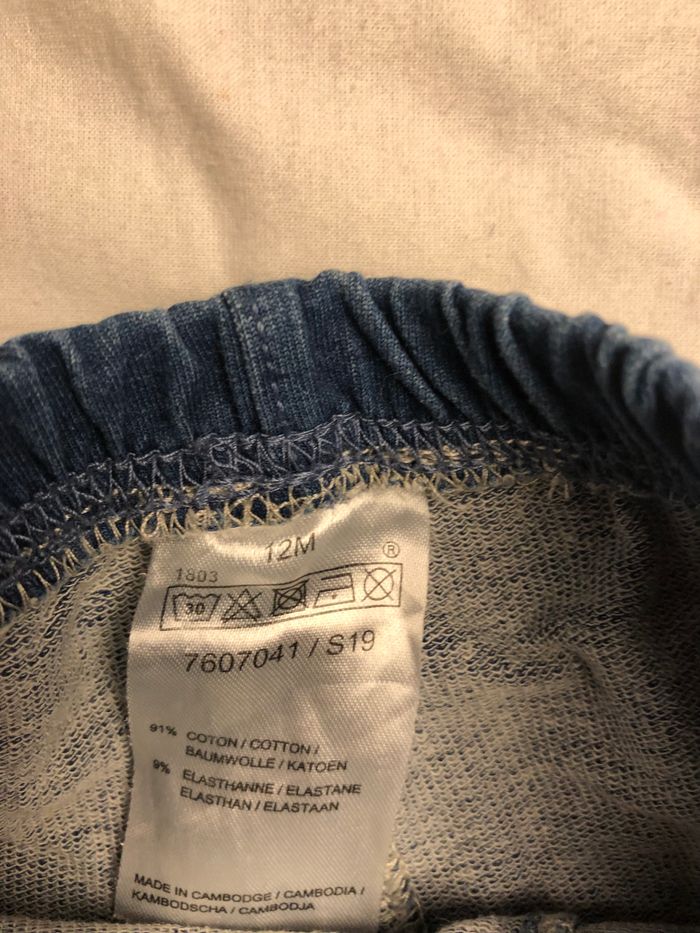 12M
1803
®
30
7607041 / S19
91% COTON / COTTON /
BAUMWOLLE / KATOEN
9% ELASTHANNE / ELASTANE
ELASTHAN / ELASTAAN
MADE IN CAMBODGE / CAMBODIA /
KAMBODSCHA / CAMBODJA